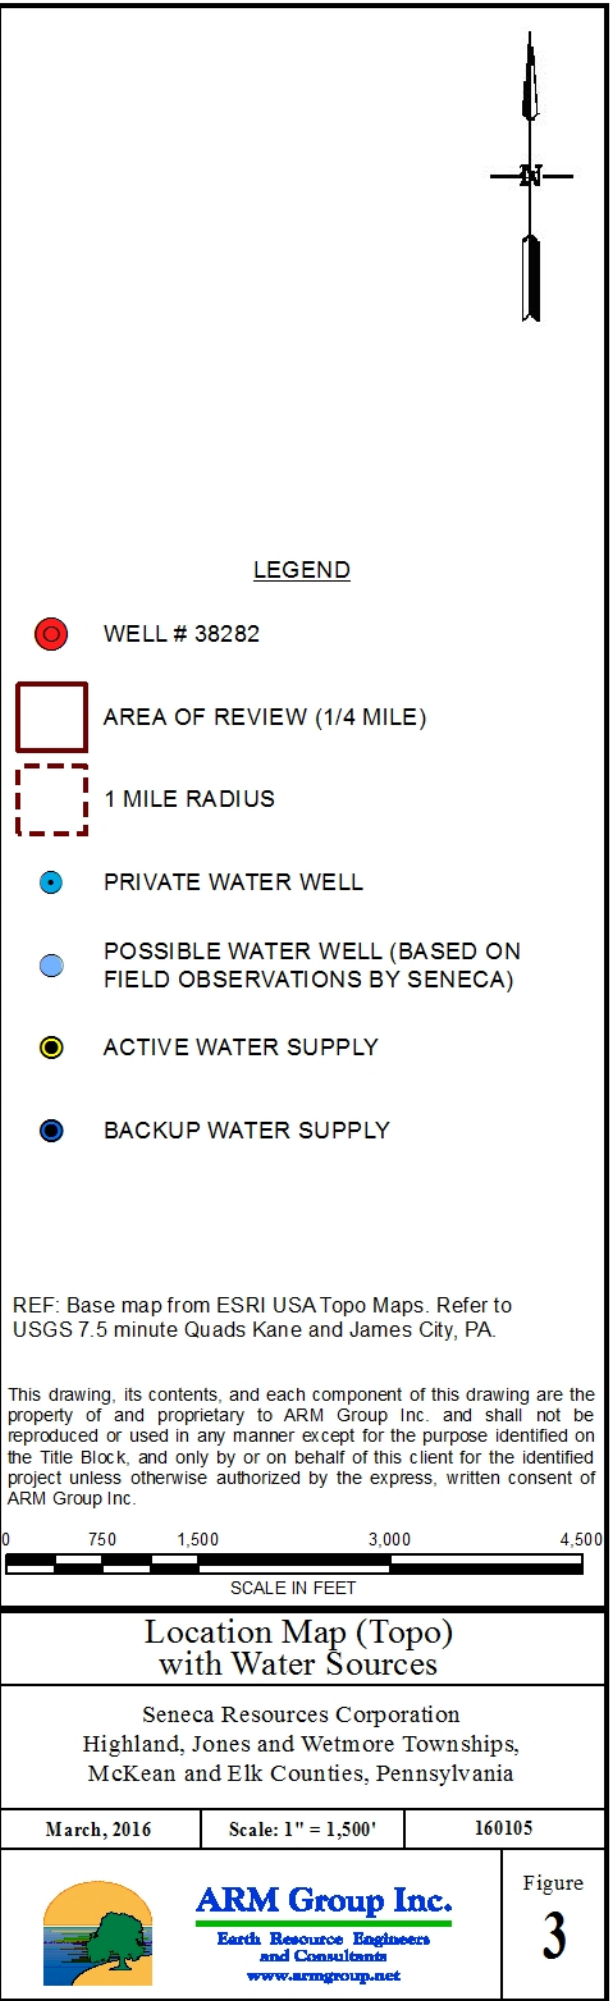 N
LEGEND
WELL # 38282
AREA OF REVIEW (1/4 MILE)
1 MILE RADIUS
PRIVATE WATER WELL
POSSIBLE WATER WELL (BASED ON
FIELD OBSERVATIONS BY SENECA)
ACTIVE WATER SUPPLY
BACKUP WATER SUPPLY
REF: Base map from ESRI USA Topo Maps. Refer to
USGS 7.5 minute Quads Kane and James City, PA.
This drawing, its contents, and each component of this drawing are the
property of and proprietary to ARM Group Inc. and shall not be
reproduced or used in any manner except for the purpose identified on
the Title Block, and only by or on behalf of this client for the identified
project unless otherwise authorized by the express, written consent of
ARM Group Inc.
0 750 1,500 3,000 4,500
SCALE IN FEET
Location Map (Topo)
with Water Sources
Seneca Resources Corporation
Highland, Jones and Wetmore Townships,
McKean and Elk Counties, Pennsylvania
March, 2016 Scale: 1" = 1,500' 160105
ARM Group Inc.
Earth Resource Engineers
and Consultants
www.armgroup.net
Figure
3